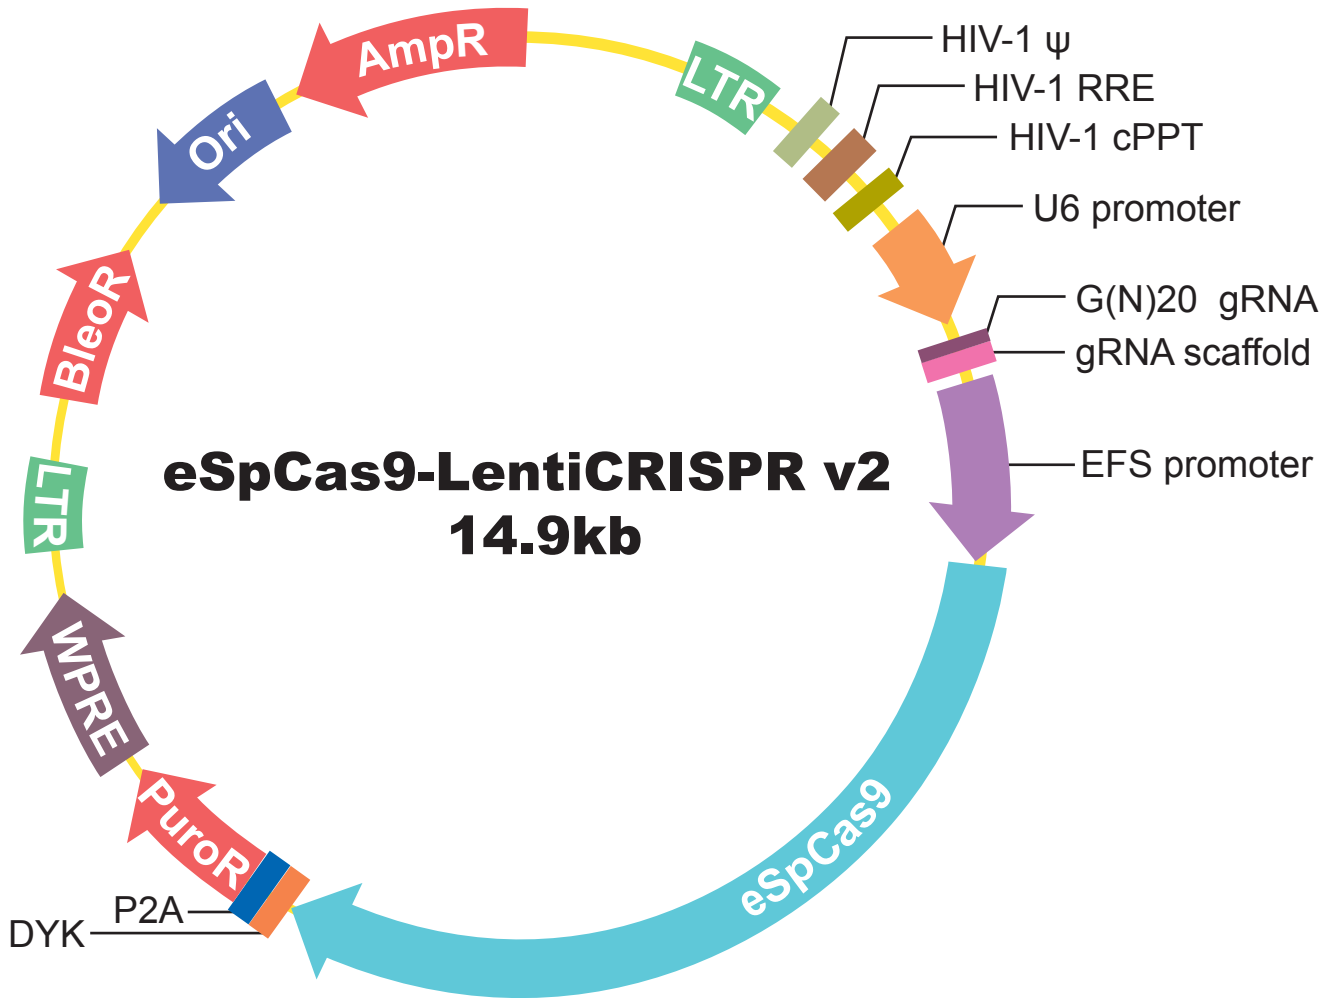 AmpR
LTR
HIV-1 ψ
HIV-1 RRE
HIV-1 cPPT
U6 promoter
G(N)20 gRNA
gRNA scaffold
EFS promoter
eSpCas9
DYK
P2A
PuroR
WPRE
LTR
BleoR
Ori
eSpCas9-LentiCRISPR v2
14.9kb